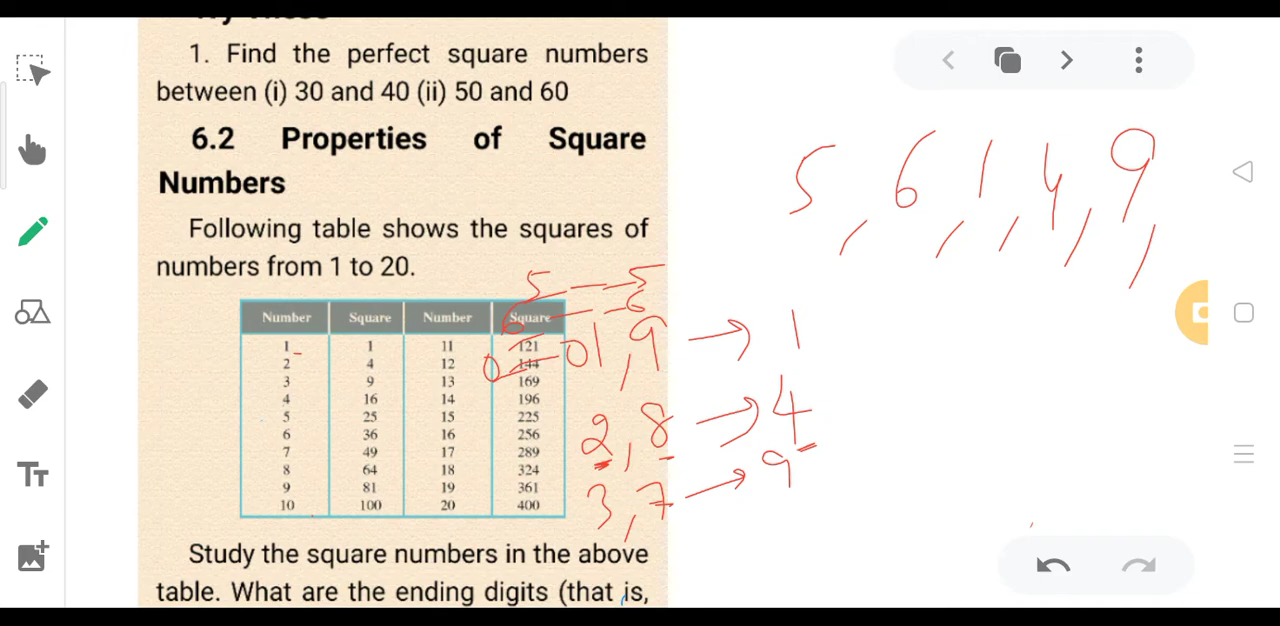 1. Find the perfect square numbers
between (i) 30 and 40 (ii) 50 and 60
6.2 Properties of Square
Numbers
Following table shows the squares of
numbers from 1 to 20.
Number Square Number Square
1 1 11 121
2 4 12 144
3 9 13 169
4 16 14 196
5 25 15 225
6 36 16 256
7 49 17 289
8 64 18 324
9 81 19 361
10 100 20 400
Study the square numbers in the above
table. What are the ending digits (that is,
5 , 6 , 1 , 4 , 9 ,
5 — 5
6 — 6
0 — 0
1 , 9 → 1
2 , 8 → 4
3 , 7 → 9
Tт